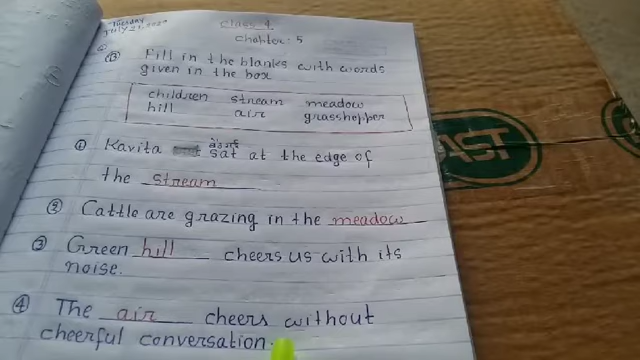 Tuesday
Class 4
Chapter: 5
(B) Fill in the blanks with words
given in the box
children stream meadow
hill air grasshopper
① Kavita sat at the edge of
the stream
② Cattle are grazing in the meadow
③ Green hill cheers us with its
noise.
④ The air cheers without
cheerful conversation.
AST